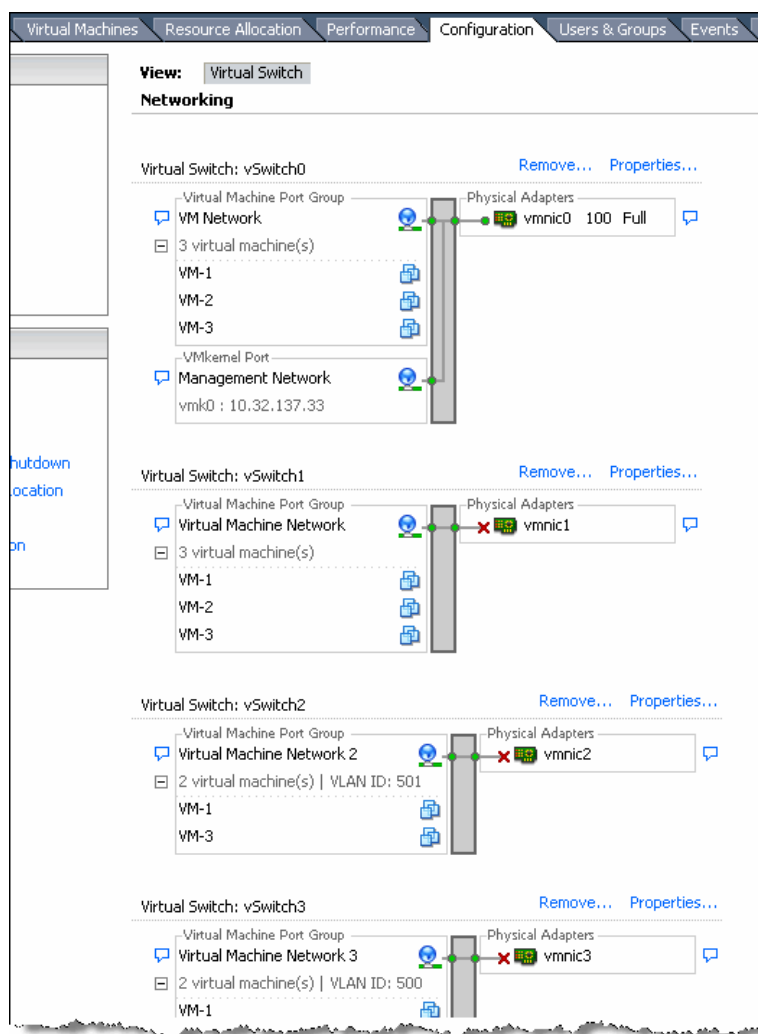 Virtual Machines Resource Allocation Performance Configuration Users & Groups Events
View: Virtual Switch
Networking
Virtual Switch: vSwitch0 Remove... Properties...
Virtual Machine Port Group Physical Adapters
VM Network vmnic0 100 Full
3 virtual machine(s)
VM-1
VM-2
VM-3
VMkernel Port
Management Network
vmk0 : 10.32.137.33
hutdown
ocation
on
Virtual Switch: vSwitch1 Remove... Properties...
Virtual Machine Port Group Physical Adapters
Virtual Machine Network vmnic1
3 virtual machine(s)
VM-1
VM-2
VM-3
Virtual Switch: vSwitch2 Remove... Properties...
Virtual Machine Port Group Physical Adapters
Virtual Machine Network 2 vmnic2
2 virtual machine(s) | VLAN ID: 501
VM-1
VM-3
Virtual Switch: vSwitch3 Remove... Properties...
Virtual Machine Port Group Physical Adapters
Virtual Machine Network 3 vmnic3
2 virtual machine(s) | VLAN ID: 500
VM-1